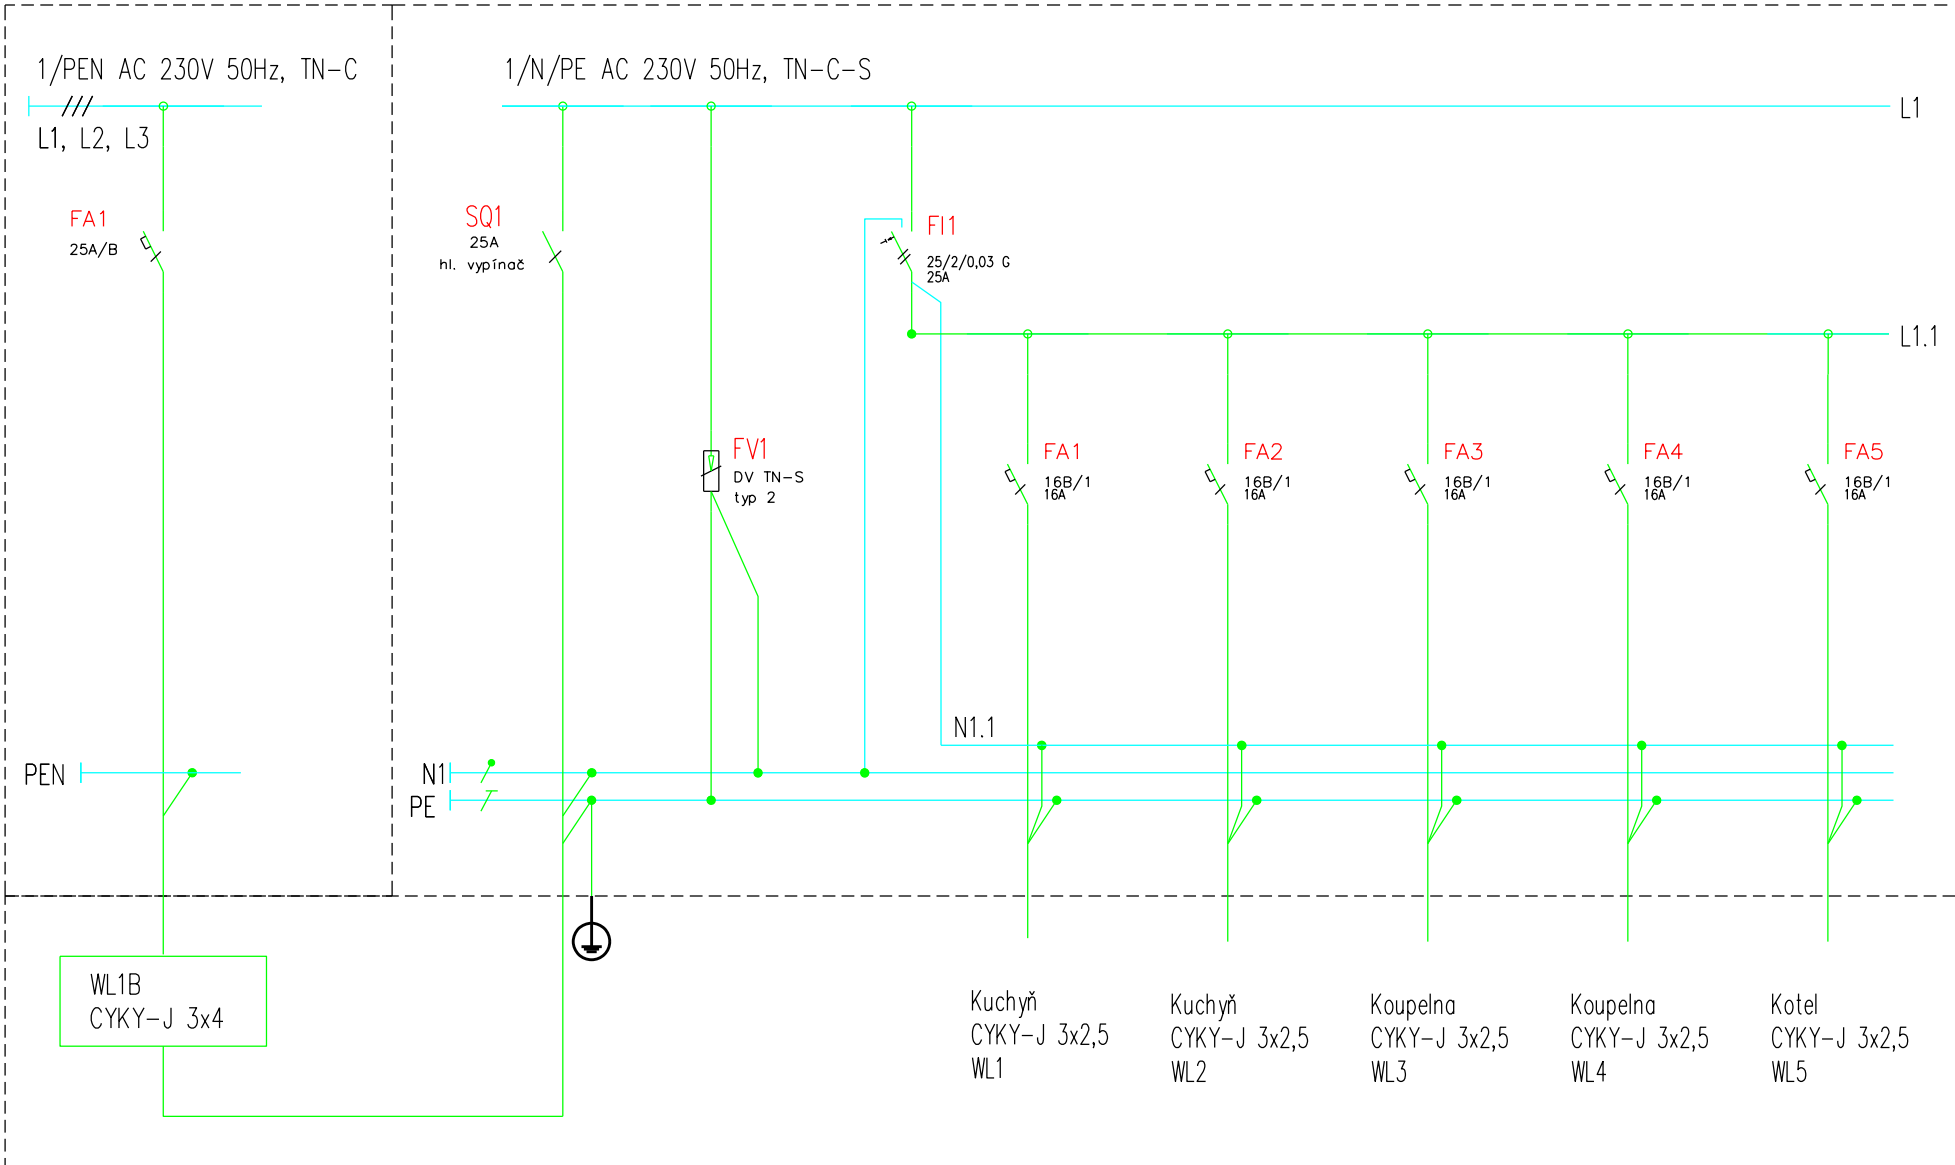 1/PEN AC 230V 50Hz, TN-C
L1, L2, L3
FA1
25A/B
PEN
WL1B
CYKY-J 3x4
1/N/PE AC 230V 50Hz, TN-C-S
L1
SQ1
25A
hl. vypínač
FI1
25/2/0,03 G
25A
L1.1
FV1
DV TN-S
typ 2
FA1
16B/1
16A
FA2
16B/1
16A
FA3
16B/1
16A
FA4
16B/1
16A
FA5
16B/1
16A
N1.1
N1
PE
Kuchyň
CYKY-J 3x2,5
WL1
Kuchyň
CYKY-J 3x2,5
WL2
Koupelna
CYKY-J 3x2,5
WL3
Koupelna
CYKY-J 3x2,5
WL4
Kotel
CYKY-J 3x2,5
WL5